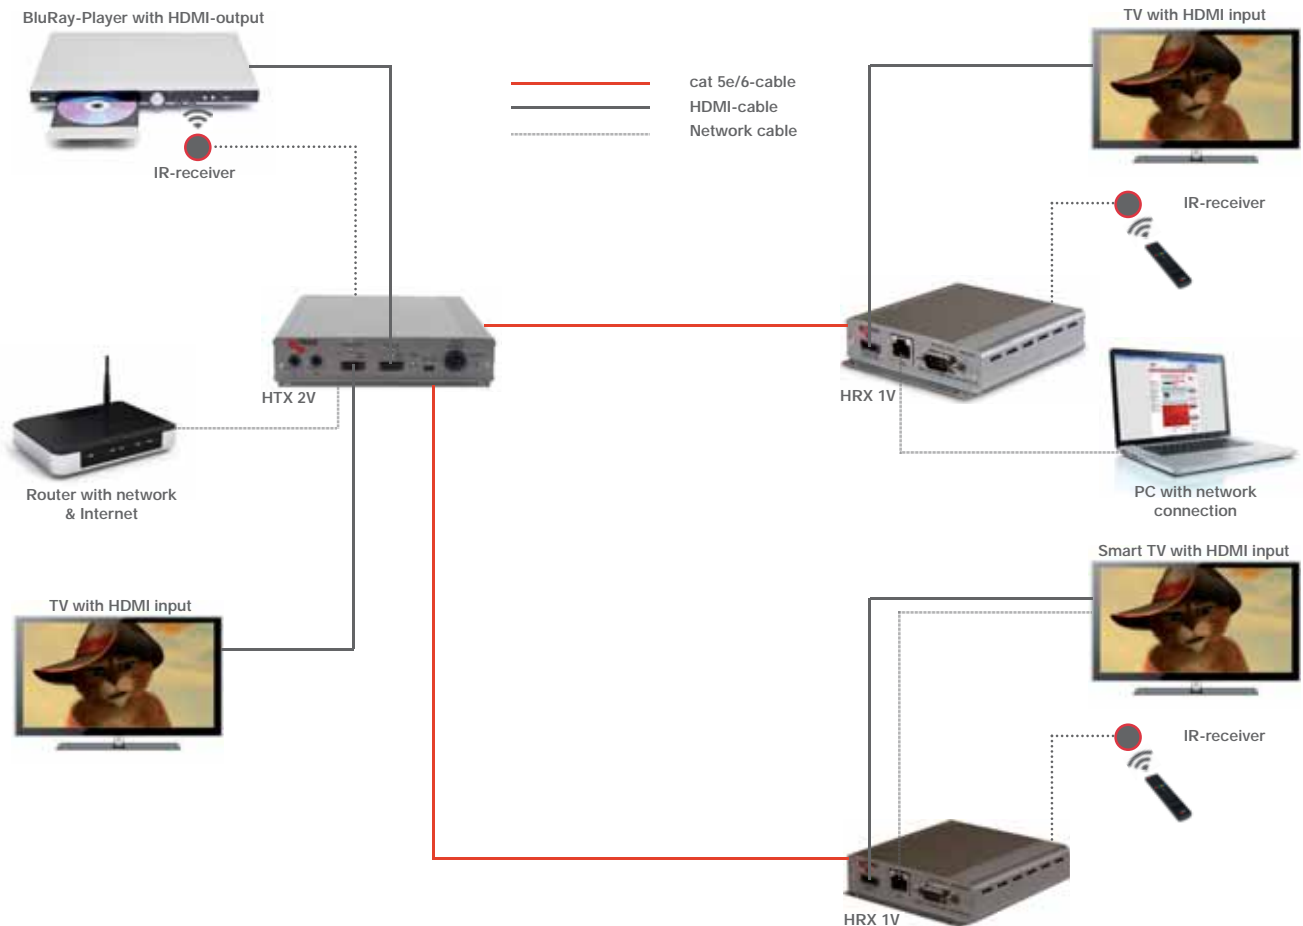 BluRay-Player with HDMI-output
TV with HDMI input
cat 5e/6-cable
HDMI-cable
Network cable
IR-receiver
IR-receiver
HTX 2V
HRX 1V
Router with network
& Internet
PC with network
connection
Smart TV with HDMI input
TV with HDMI input
IR-receiver
HRX 1V